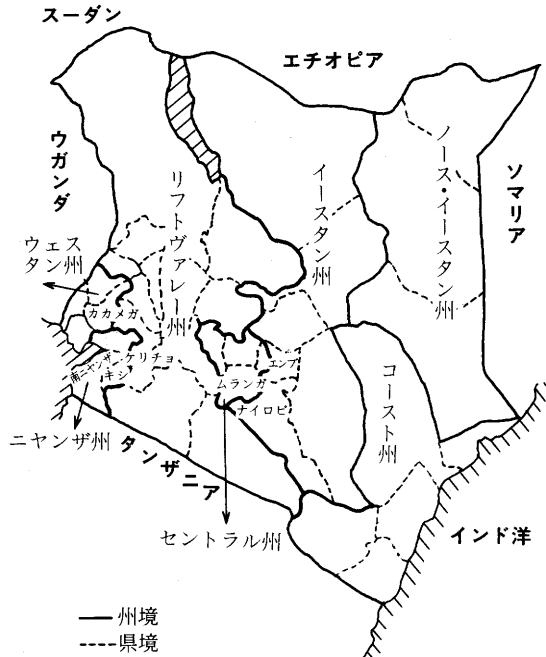 スーダン
エチオピア
ウガンダ
ソマリア
リフトヴァレー州
イースタン州
ノース・イースタン州
ウェス
タン州
カカメガ
南ニヤンザ
ケリチョ
キシ
エンブ
ムランガ
ナイロビ
コースト州
ニヤンザ州
タンザニア
セントラル州
インド洋
州境
県境